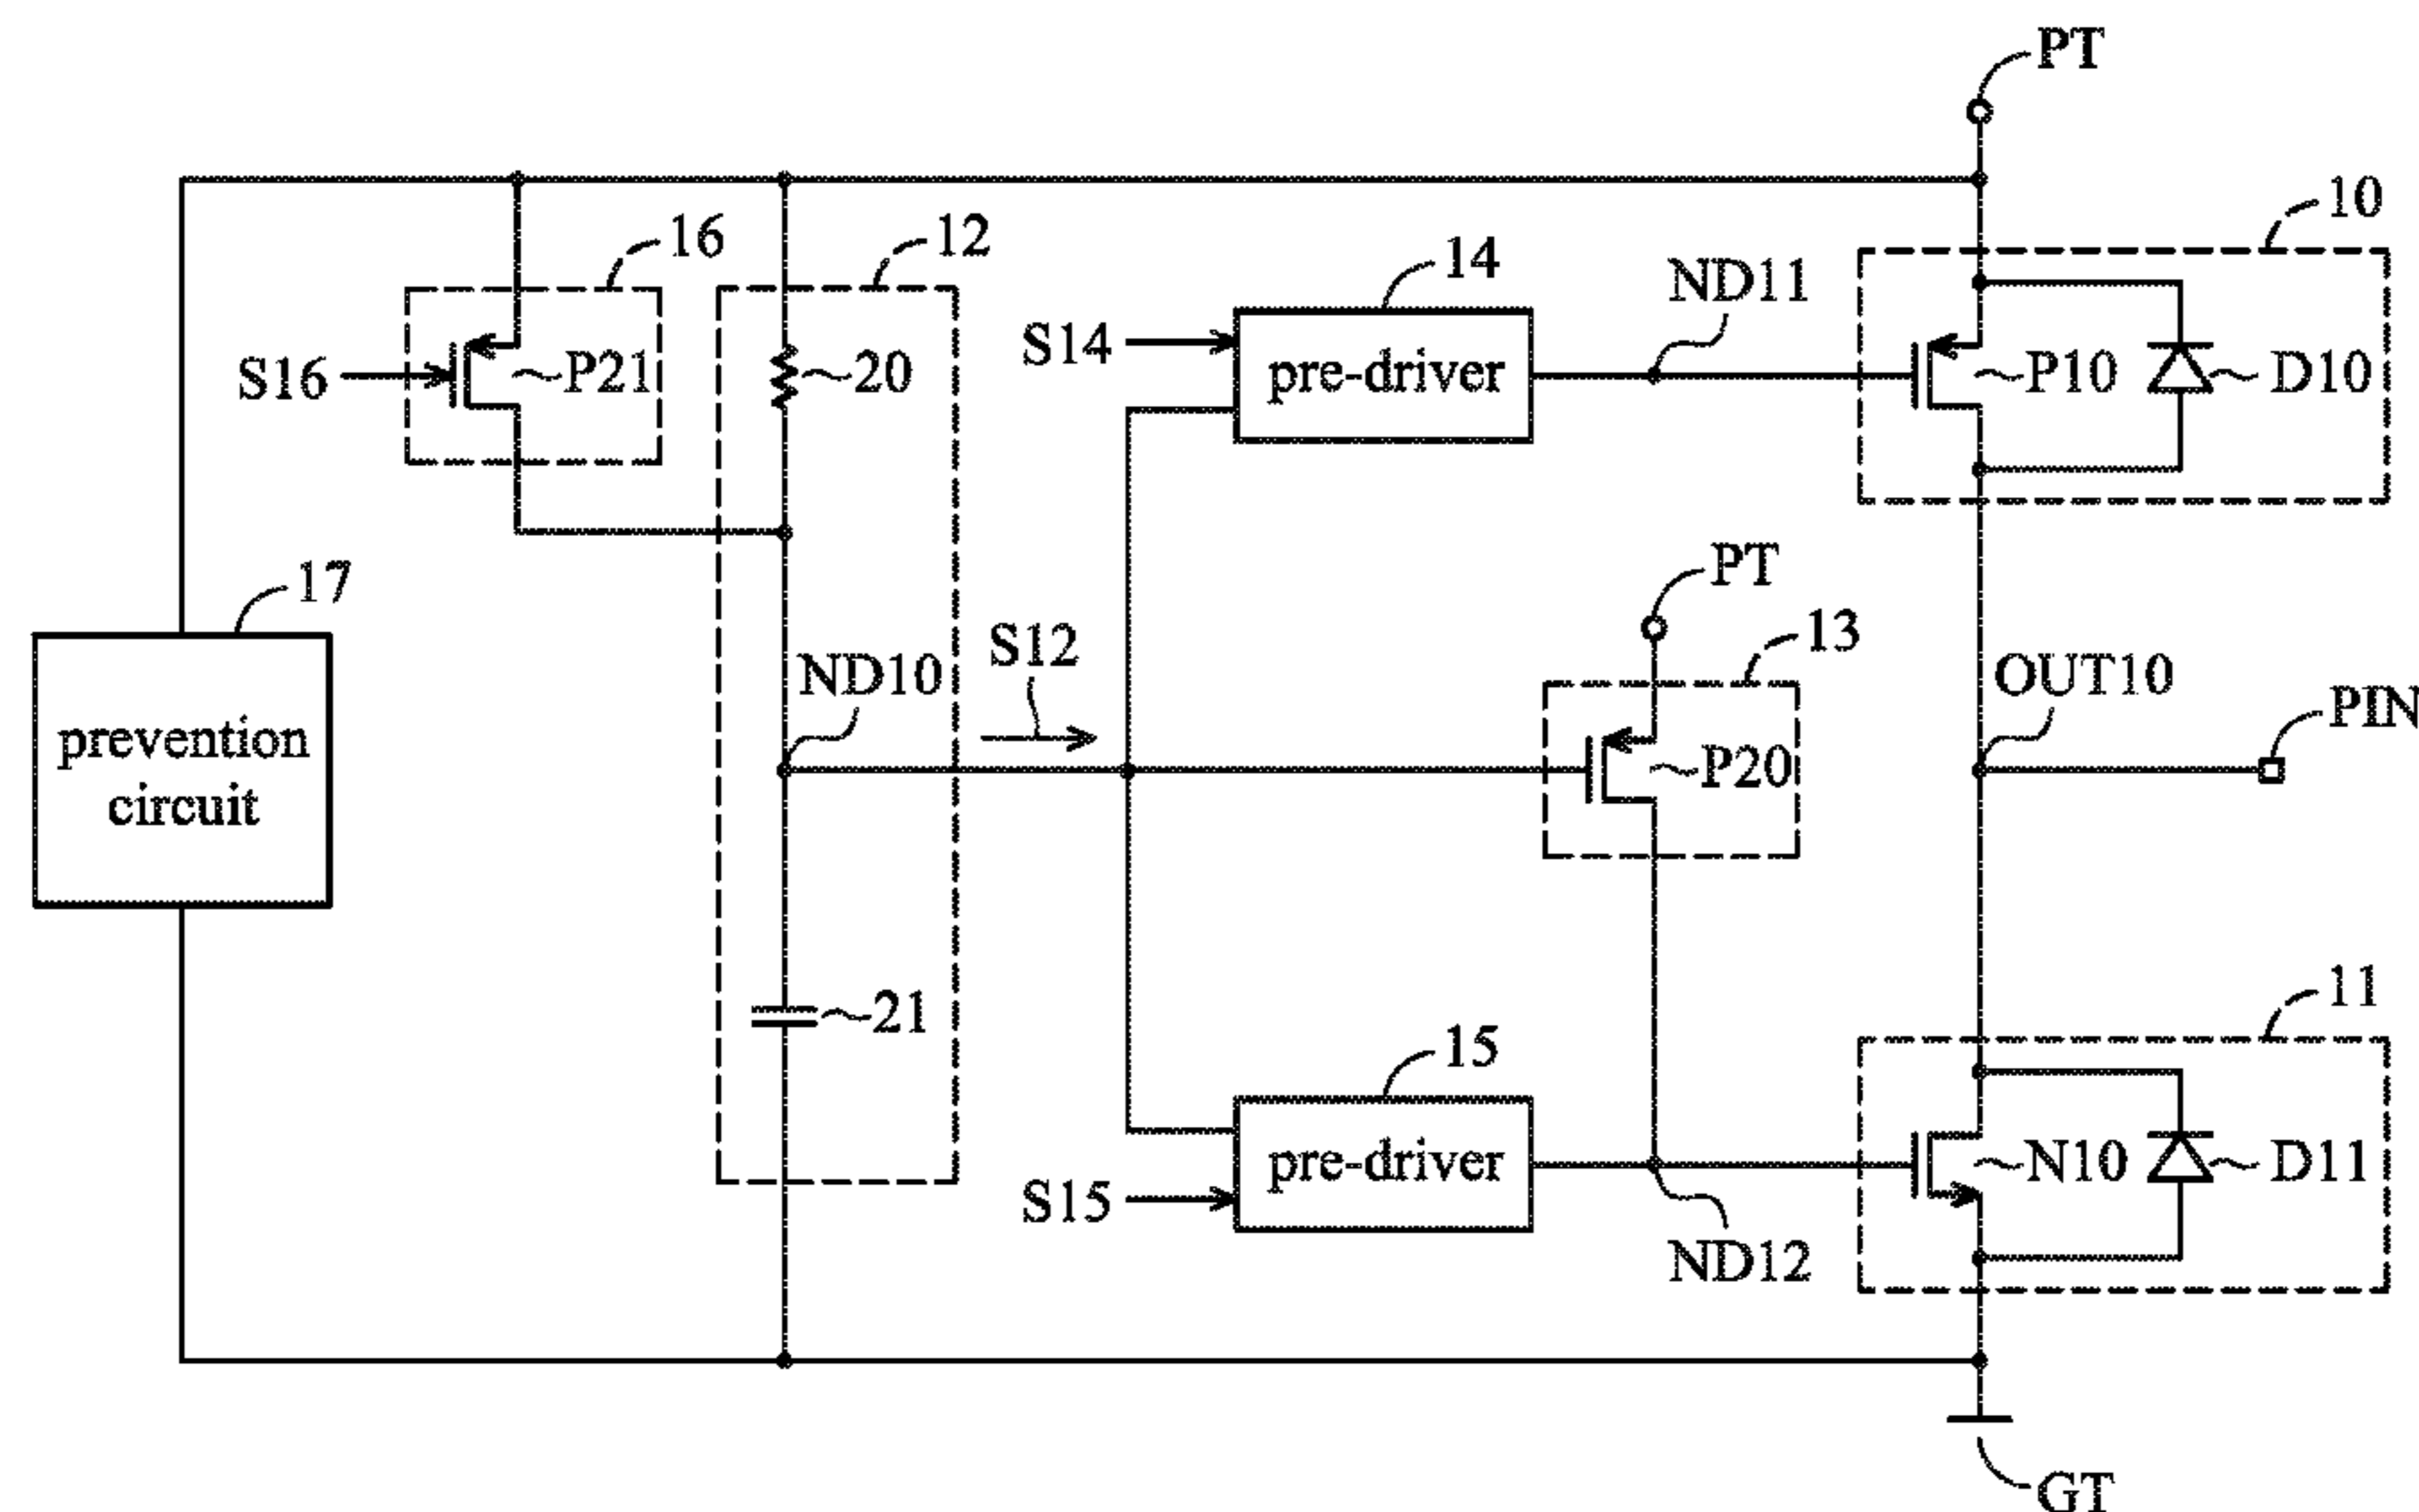 PT
10
16
12
14
ND11
S14
S16
P21
20
pre-driver
P10
D10
PT
17
13
S12
ND10
OUT10
PIN
prevention
circuit
P20
11
21
15
pre-driver
N10
D11
S15
ND12
GT